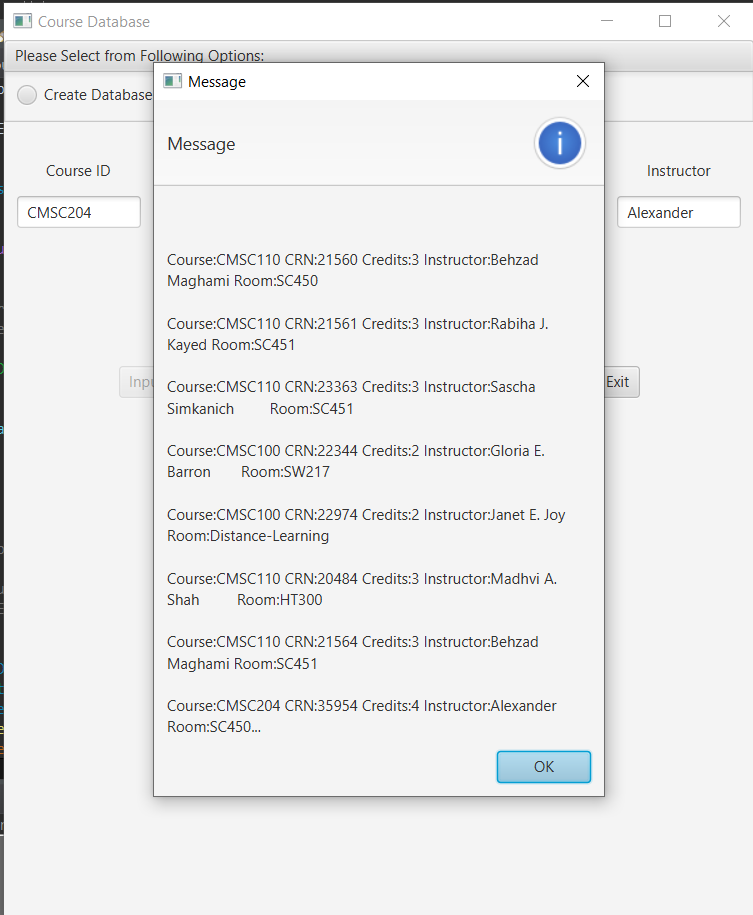 Course Database
Please Select from Following Options:
Message
Create Database
Message
Course ID
Instructor
CMSC204
Alexander
Course:CMSC110 CRN:21560 Credits:3 Instructor:Behzad
Maghami Room:SC450
Course:CMSC110 CRN:21561 Credits:3 Instructor:Rabiha J.
Kayed Room:SC451
Course:CMSC110 CRN:23363 Credits:3 Instructor:Sascha
Simkanich Room:SC451
Exit
Course:CMSC100 CRN:22344 Credits:2 Instructor:Gloria E.
Barron Room:SW217
Course:CMSC100 CRN:22974 Credits:2 Instructor:Janet E. Joy
Room:Distance-Learning
Course:CMSC110 CRN:20484 Credits:3 Instructor:Madhvi A.
Shah Room:HT300
Course:CMSC110 CRN:21564 Credits:3 Instructor:Behzad
Maghami Room:SC451
Course:CMSC204 CRN:35954 Credits:4 Instructor:Alexander
Room:SC450...
OK